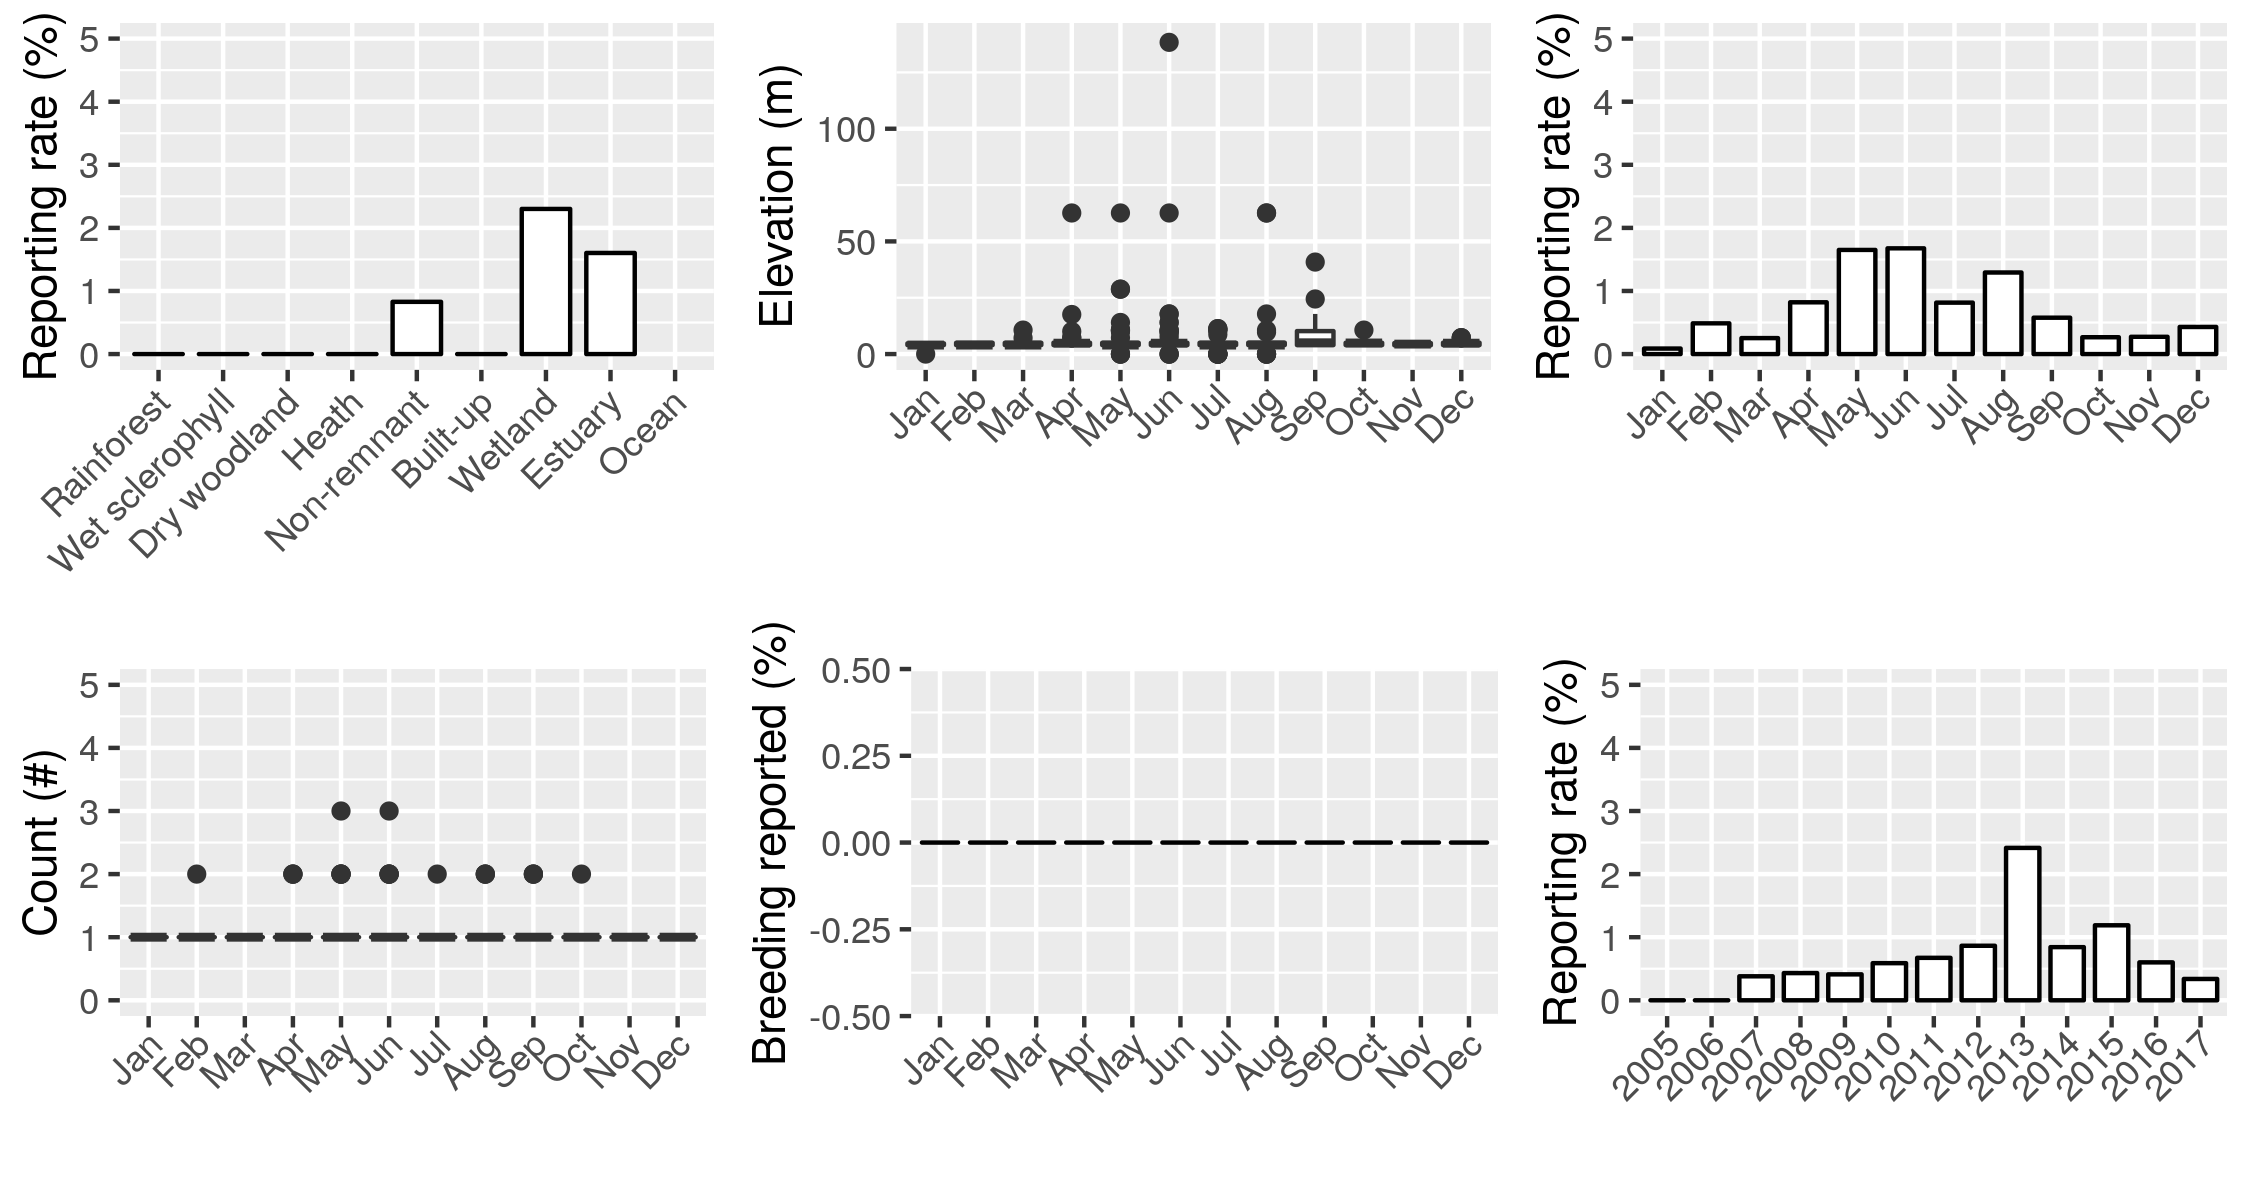 Reporting rate (%)
5
4
3
2
1
0
Rainforest
Wet sclerophyll
Dry woodland
Heath
Non-remnant
Built-up
Wetland
Estuary
Ocean
Elevation (m)
100
50
0
Jan
Feb
Mar
Apr
May
Jun
Jul
Aug
Sep
Oct
Nov
Dec
Reporting rate (%)
5
4
3
2
1
0
Jan
Feb
Mar
Apr
May
Jun
Jul
Aug
Sep
Oct
Nov
Dec
Count (#)
5
4
3
2
1
0
Jan
Feb
Mar
Apr
May
Jun
Jul
Aug
Sep
Oct
Nov
Dec
Breeding reported (%)
0.50
0.25
0.00
-0.25
-0.50
Jan
Feb
Mar
Apr
May
Jun
Jul
Aug
Sep
Oct
Nov
Dec
Reporting rate (%)
5
4
3
2
1
0
2005
2006
2007
2008
2009
2010
2011
2012
2013
2014
2015
2016
2017